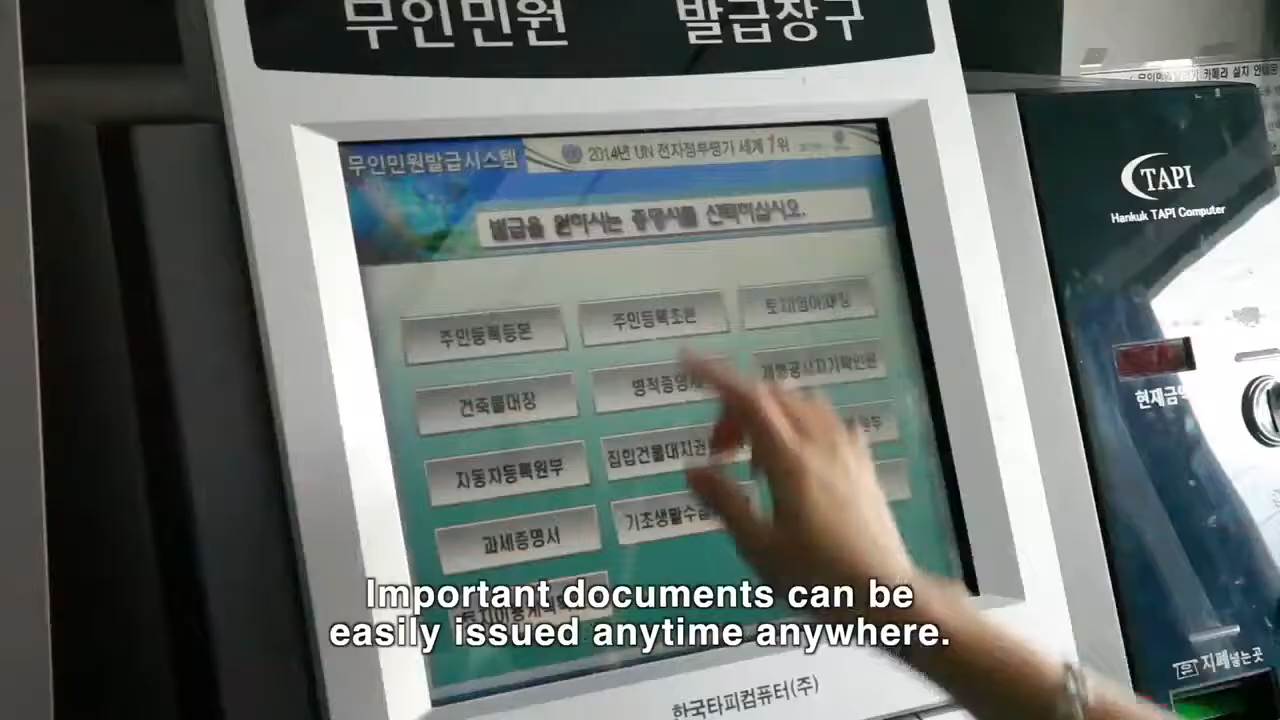 무인민원 발급창구
무인민원발급시스템
2014년 UN 전자정부평가 세계 1위
발급을 원하시는 증명서를 선택하십시오.
주민등록등본
주민등록초본
건축물대장
병적증명
자동차등록원부
집합건물대지권
과세증명서
기초생활수급
TAPI
Hankuk TAPI Computer
현재금액
지폐넣는곳
한국타피컴퓨터(주)
Important documents can be
easily issued anytime anywhere.